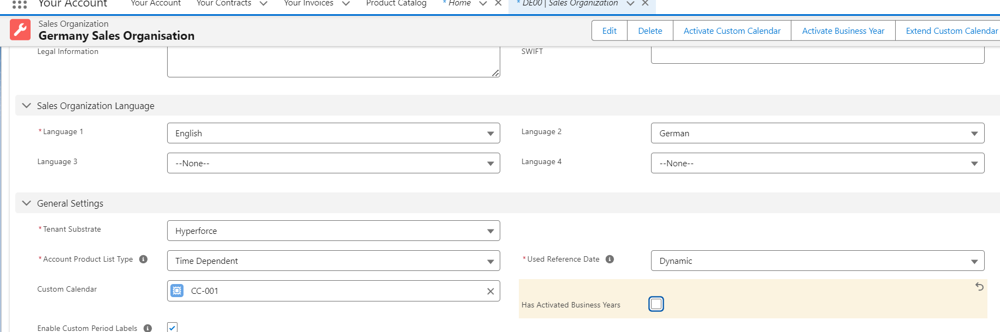 Your Account Your Account Your Contracts Your Invoices Product Catalog * Home * DE00 | Sales Organization
Sales Organization
Germany Sales Organisation
Edit Delete Activate Custom Calendar Activate Business Year Extend Custom Calendar
Legal Information SWIFT
Sales Organization Language
* Language 1 English Language 2 German
Language 3 --None-- Language 4 --None--
General Settings
* Tenant Substrate Hyperforce
* Account Product List Type Time Dependent * Used Reference Date Dynamic
Custom Calendar CC-001
Has Activated Business Years
Enable Custom Period Labels